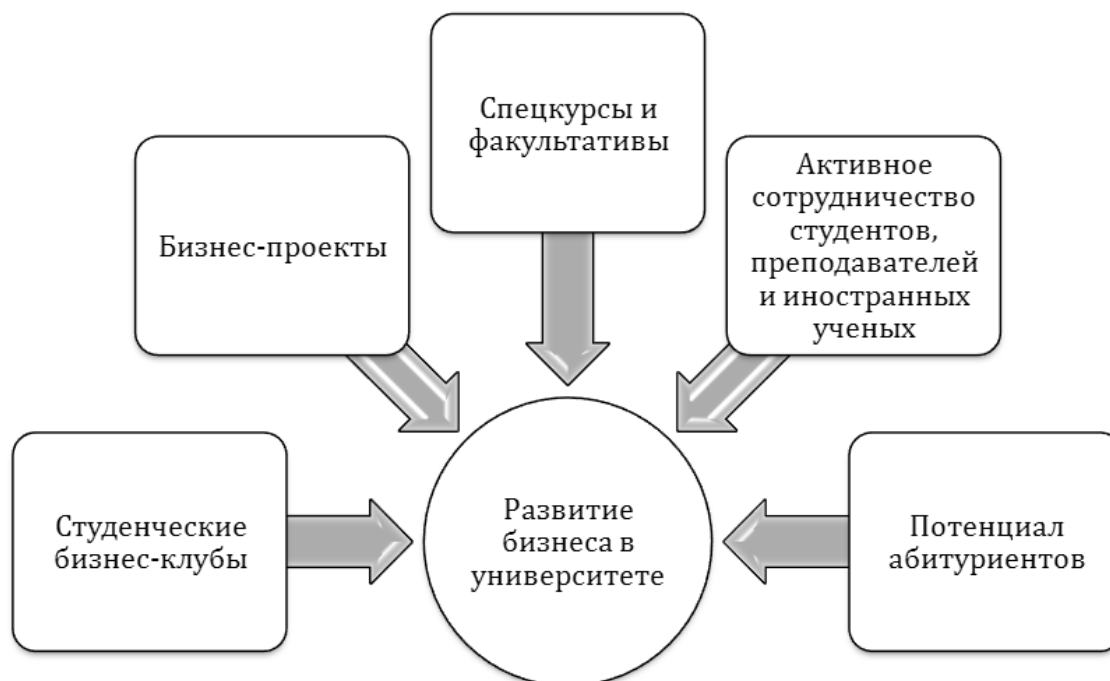 Спецкурсы и
факультативы
Бизнес-проекты
Активное
сотрудничество
студентов,
преподавателей
и иностранных
ученых
Студенческие
бизнес-клубы
Развитие
бизнеса в
университете
Потенциал
абитуриентов